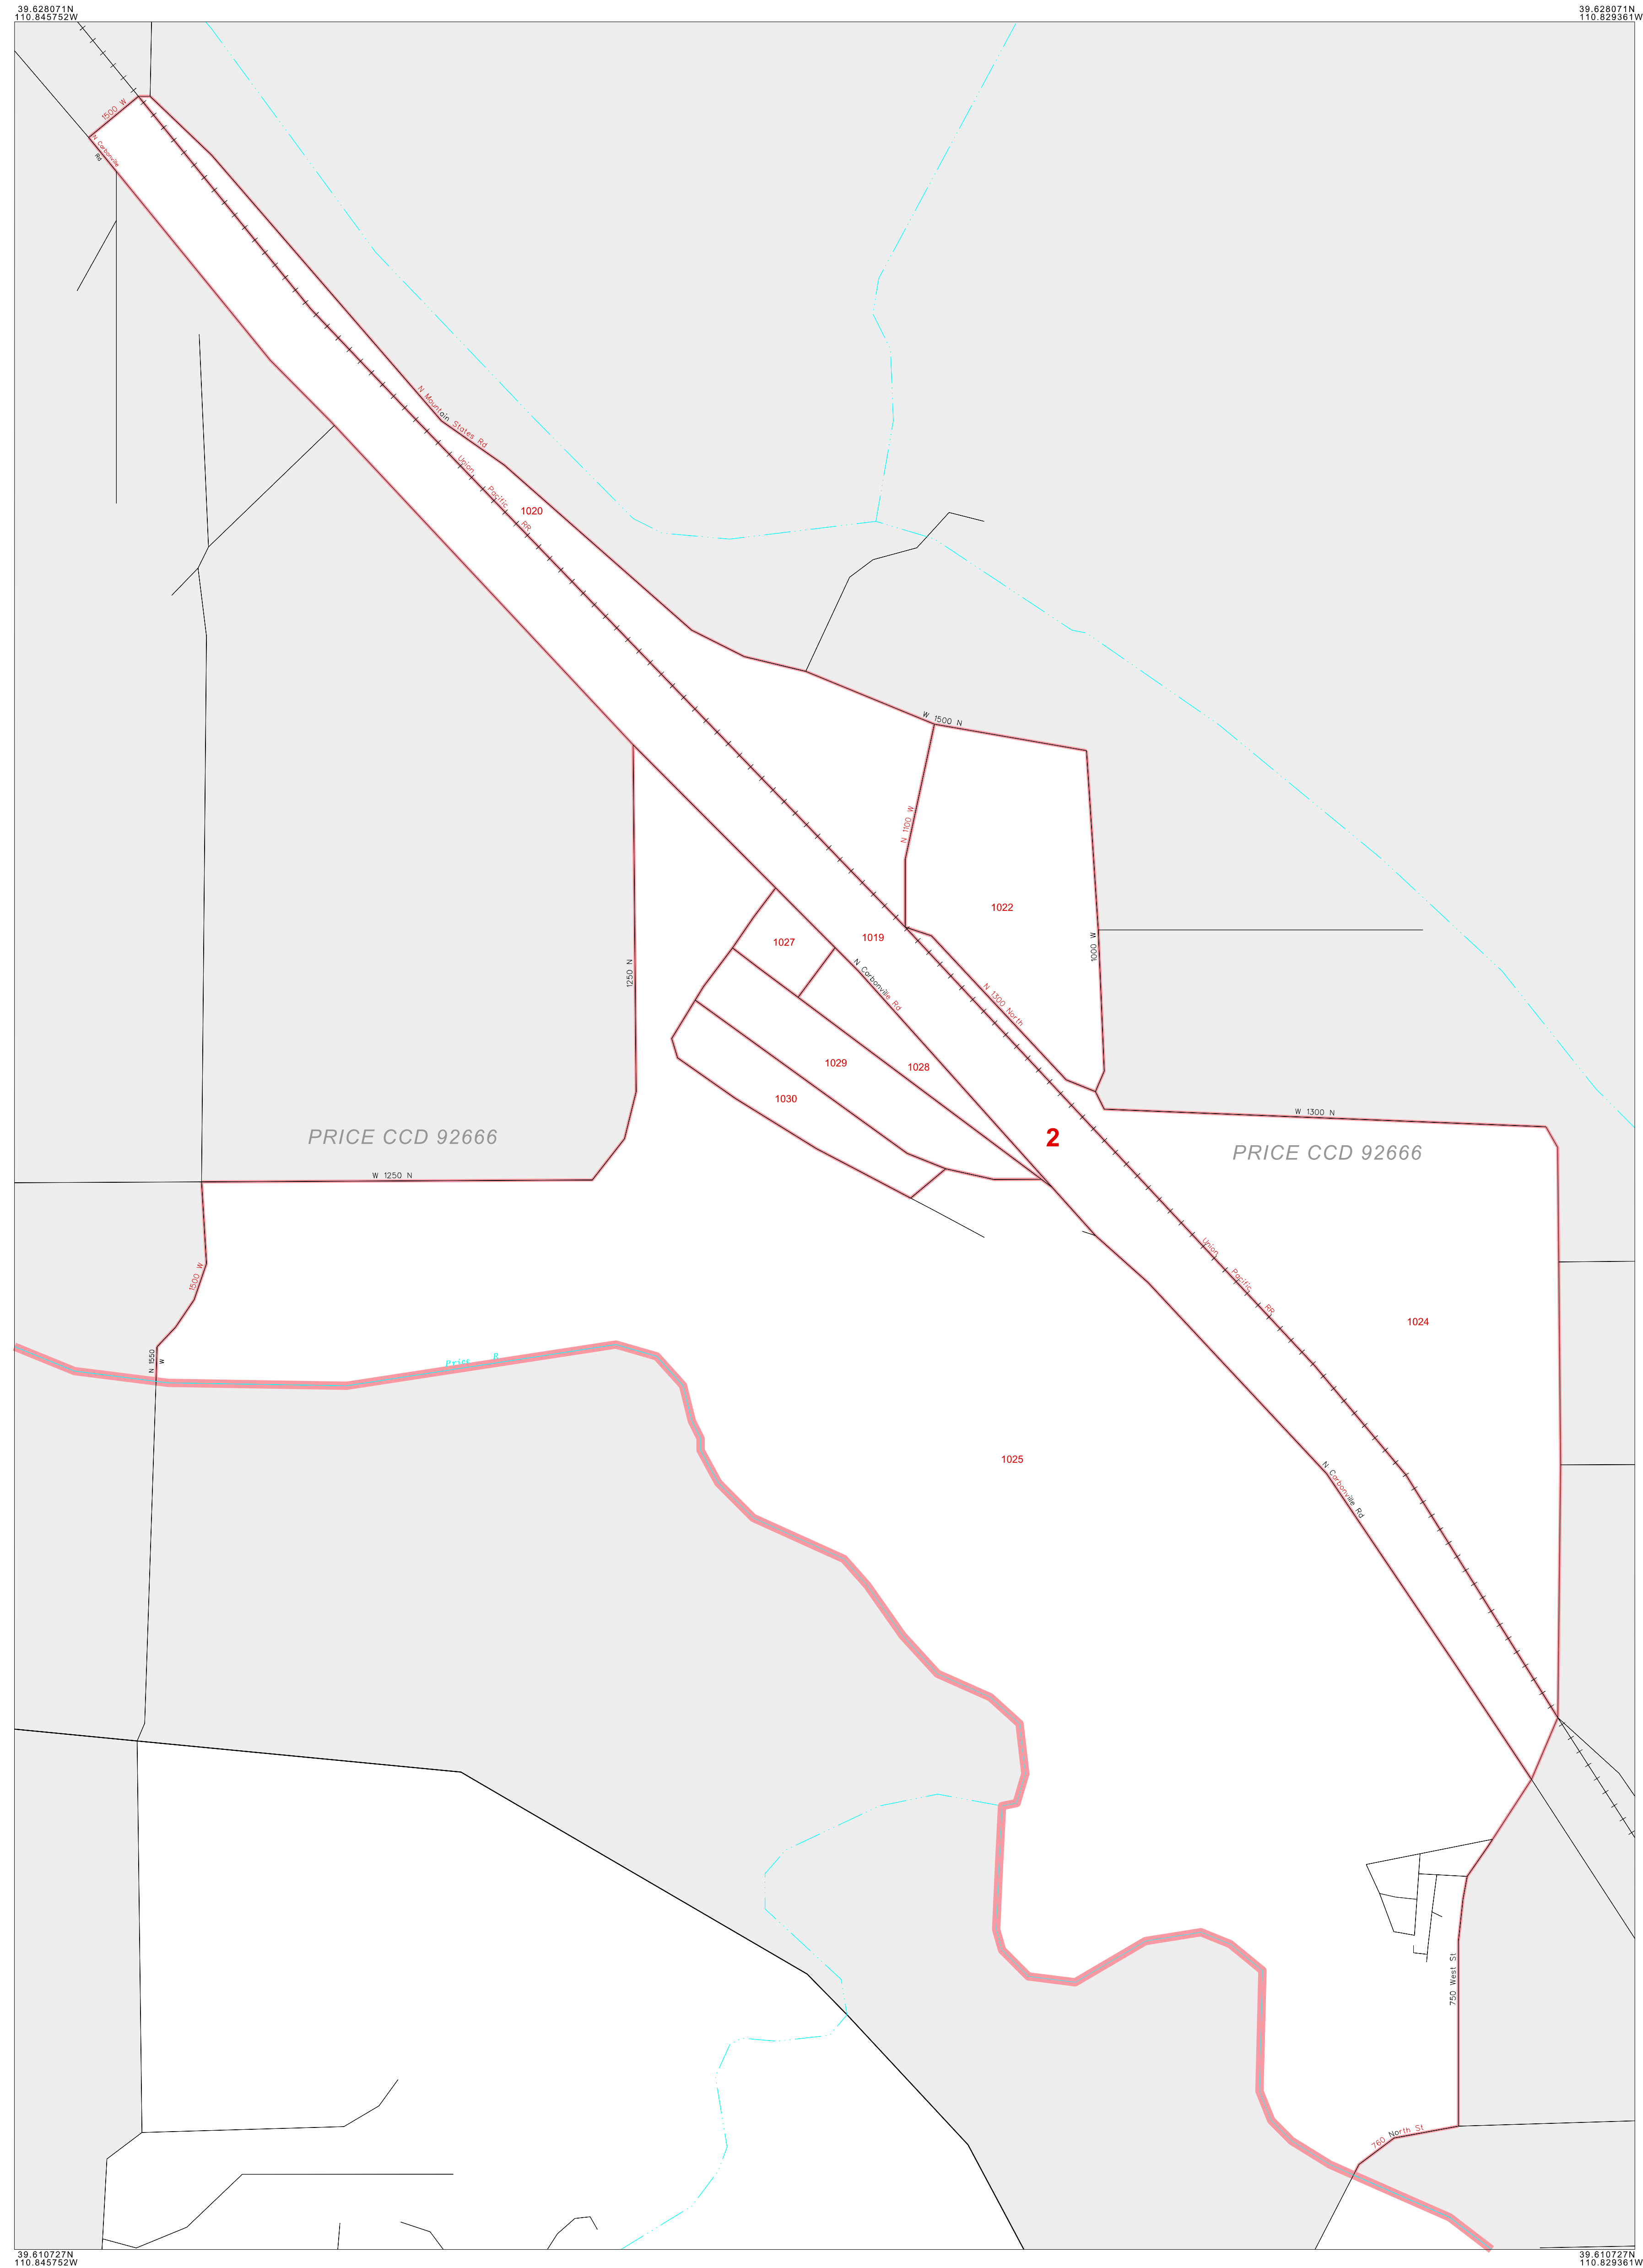 39.628071N
110.845752W
39.628071N
110.829361W
1500 W
N Carbonville
Rd
N Mountain States Rd
Union Pacific RR
1020
W 1500 N
N 1100 W
1022
1027
1019
1000 W
1250 N
N Carbonville Rd
N 1300 North
1029
1028
1030
W 1300 N
PRICE CCD 92666
2
PRICE CCD 92666
W 1250 N
1500 W
Union Pacific RR
1024
N 1550
W
Price R
1025
N Carbonville Rd
750 West St
760 North St
39.610727N
110.845752W
39.610727N
110.829361W